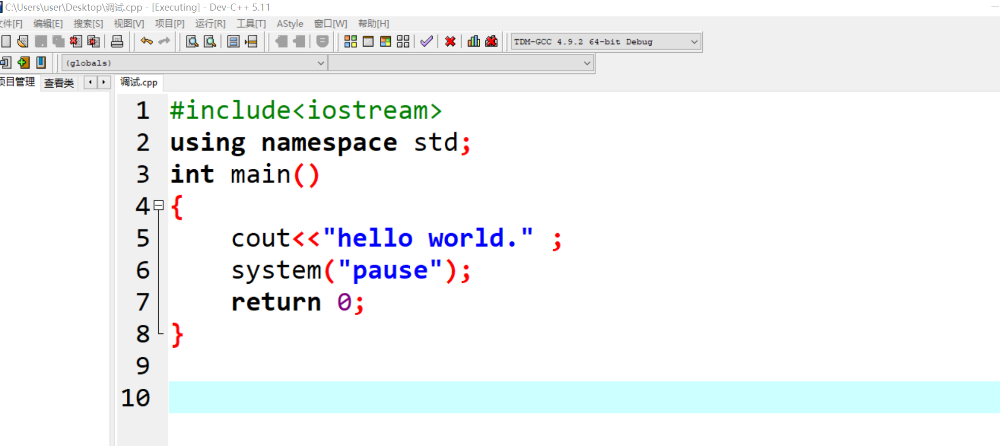 C:\Users\user\Desktop\调试.cpp - [Executing] - Dev-C++ 5.11
文件[F] 编辑[E] 搜索[S] 视图[V] 项目[P] 运行[R] 工具[T] AStyle 窗口[W] 帮助[H]
TDM-GCC 4.9.2 64-bit Debug
(globals)
项目管理 查看类 调试.cpp
1 #include<iostream>
2 using namespace std;
3 int main()
4 {
5 cout<<"hello world." ;
6 system("pause");
7 return 0;
8 }
9
10